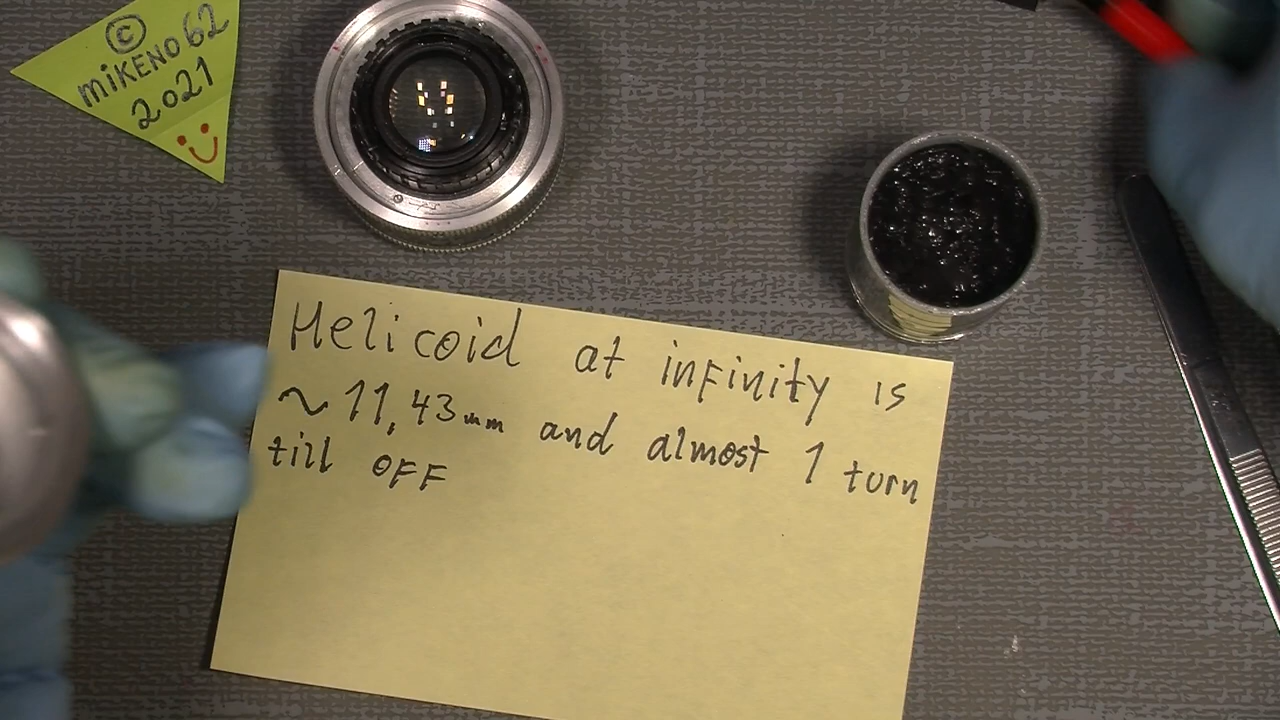 ©
MiKENO62
2021
Helicoid at infinity is
~ 11,43mm and almost 1 turn
till OFF